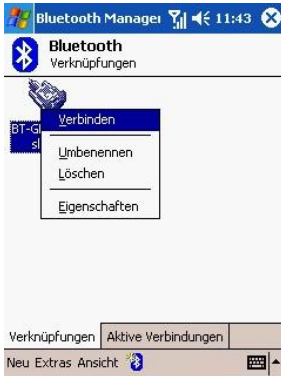 Bluetooth Manager 11:43
Bluetooth
Verknüpfungen
Verbinden
Umbenennen
Löschen
Eigenschaften
Verknüpfungen Aktive Verbindungen
Neu Extras Ansicht